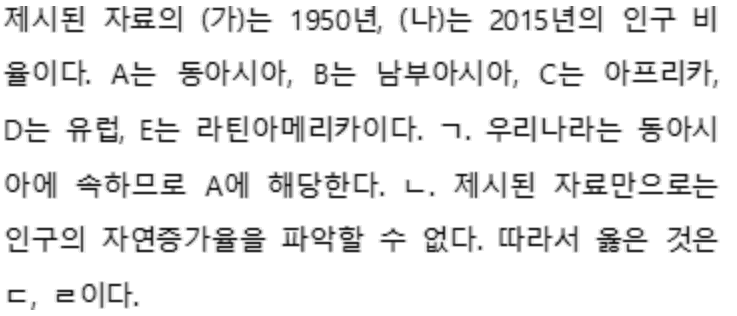 제시된 자료의 (가)는 1950년, (나)는 2015년의 인구 비
율이다. A는 동아시아, B는 남부아시아, C는 아프리카,
D는 유럽, E는 라틴아메리카이다. ㄱ. 우리나라는 동아시
아에 속하므로 A에 해당한다. ㄴ. 제시된 자료만으로는
인구의 자연증가율을 파악할 수 없다. 따라서 옳은 것은
ㄷ, ㄹ이다.